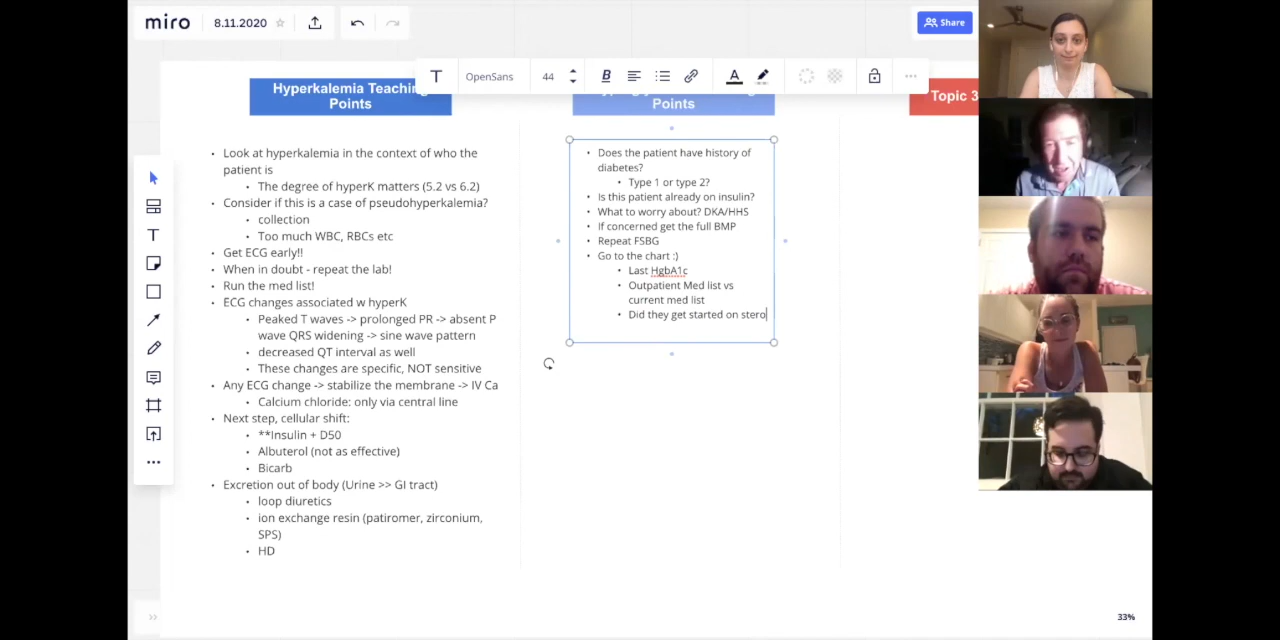 miro
8.11.2020
Share
OpenSans
44
B
A
Hyperkalemia Teaching
Points
Points
Topic 3
Look at hyperkalemia in the context of who the
patient is
The degree of hyperK matters (5.2 vs 6.2)
Consider if this is a case of pseudohyperkalemia?
collection
Too much WBC, RBCs etc
Get ECG early!!
When in doubt - repeat the lab!
Run the med list!
ECG changes associated w hyperK
Peaked T waves -> prolonged PR -> absent P
wave QRS widening -> sine wave pattern
decreased QT interval as well
These changes are specific, NOT sensitive
Any ECG change -> stabilize the membrane -> IV Ca
Calcium chloride: only via central line
Next step, cellular shift:
**Insulin + D50
Albuterol (not as effective)
Bicarb
Excretion out of body (Urine >> GI tract)
loop diuretics
ion exchange resin (patiromer, zirconium,
SPS)
HD
Does the patient have history of
diabetes?
Type 1 or type 2?
Is this patient already on insulin?
What to worry about? DKA/HHS
If concerned get the full BMP
Repeat FSBG
Go to the chart :)
Last HgbA1c
Outpatient Med list vs
current med list
Did they get started on stero
33%